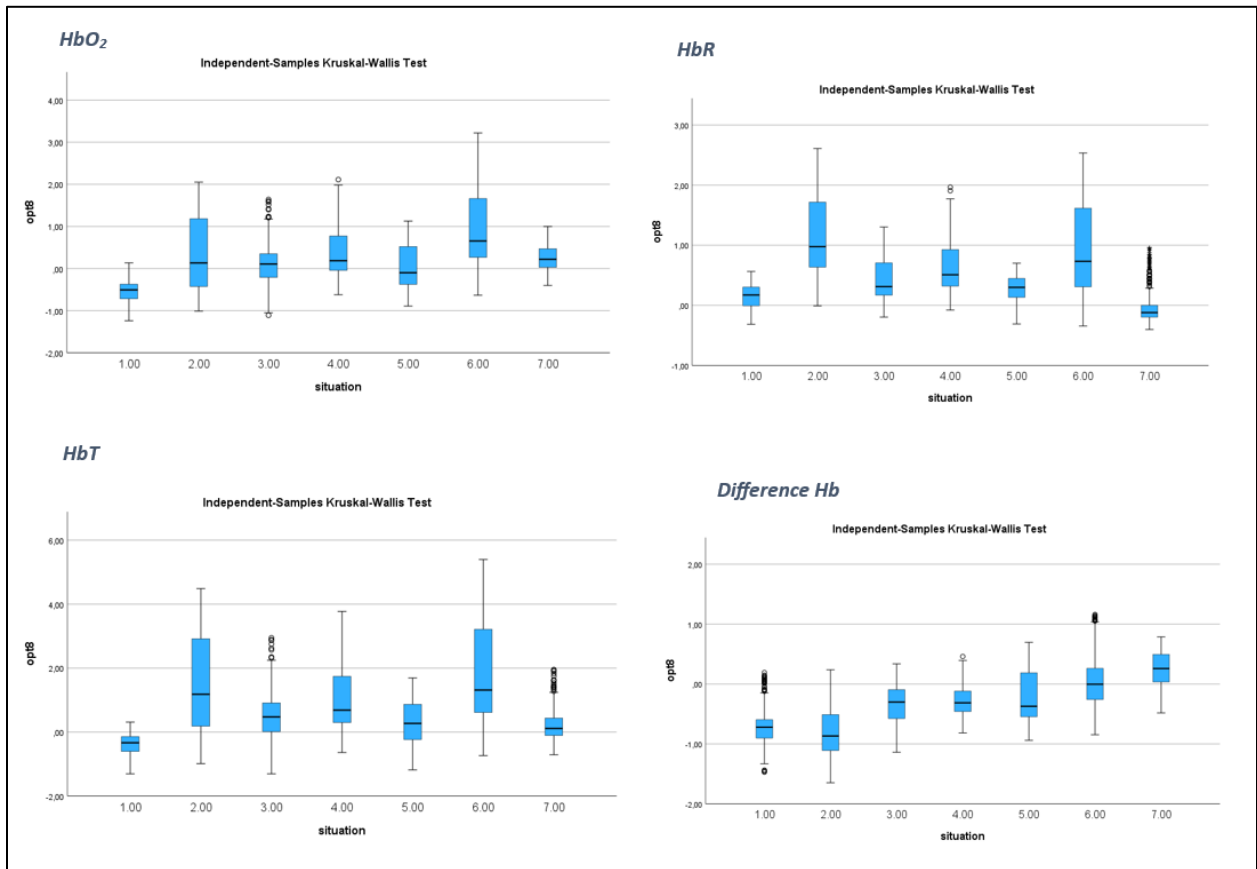 HbO₂
Independent-Samples Kruskal-Wallis Test
4,00
3,00
2,00
1,00
,00
-1,00
-2,00
opt8
1.00 2.00 3.00 4.00 5.00 6.00 7.00
situation
HbR
Independent-Samples Kruskal-Wallis Test
3,00
2,00
1,00
,00
-1,00
opt8
1.00 2.00 3.00 4.00 5.00 6.00 7.00
situation
HbT
Independent-Samples Kruskal-Wallis Test
6,00
4,00
2,00
,00
-2,00
opt8
1.00 2.00 3.00 4.00 5.00 6.00 7.00
situation
Difference Hb
Independent-Samples Kruskal-Wallis Test
2,00
1,00
,00
-1,00
-2,00
opt8
1.00 2.00 3.00 4.00 5.00 6.00 7.00
situation